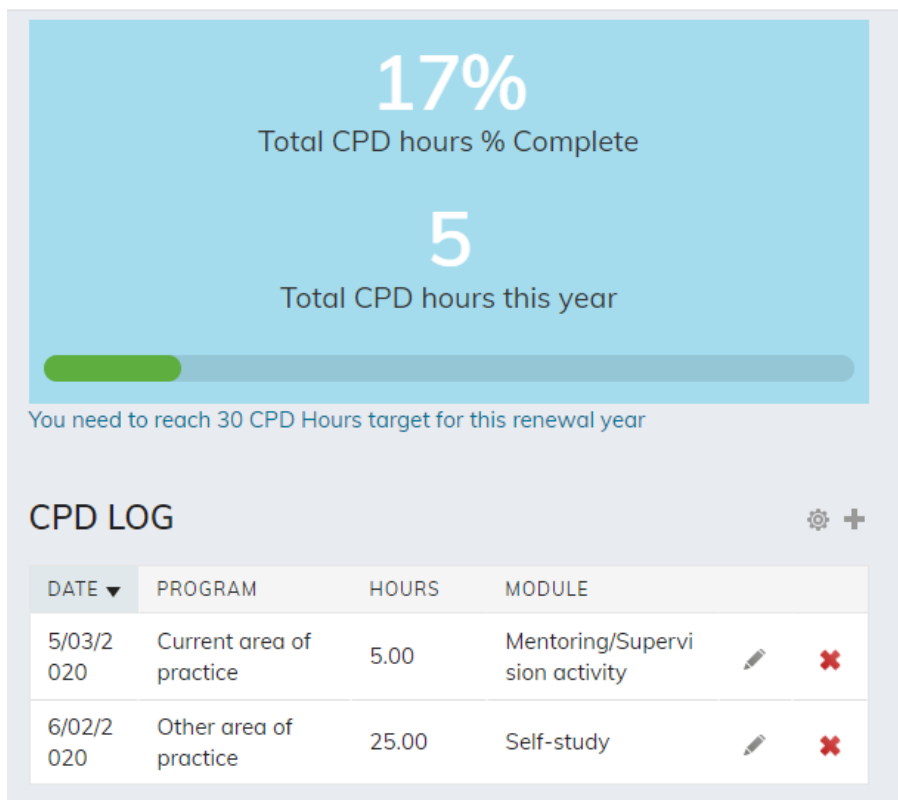 17%
Total CPD hours % Complete
5
Total CPD hours this year
You need to reach 30 CPD Hours target for this renewal year
CPD LOG
DATE PROGRAM HOURS MODULE
5/03/2 Current area of 5.00 Mentoring/Supervi
020 practice sion activity
6/02/2 Other area of 25.00 Self-study
020 practice